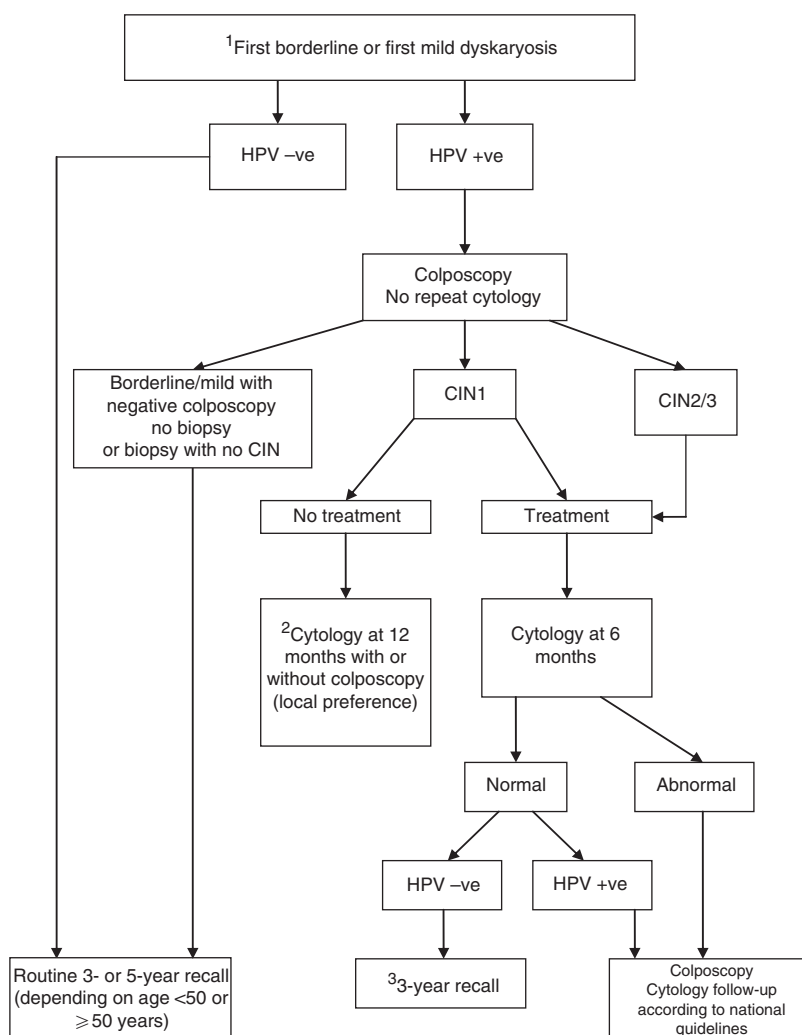 ¹First borderline or first mild dyskaryosis
HPV –ve
HPV +ve
Colposcopy
No repeat cytology
Borderline/mild with
negative colposcopy
no biopsy
or biopsy with no CIN
CIN1
CIN2/3
No treatment
Treatment
²Cytology at 12
months with or
without colposcopy
(local preference)
Cytology at 6
months
Normal
Abnormal
HPV –ve
HPV +ve
Routine 3- or 5-year recall
(depending on age <50 or
⩾50 years)
³3-year recall
Colposcopy
Cytology follow-up
according to national
guidelines